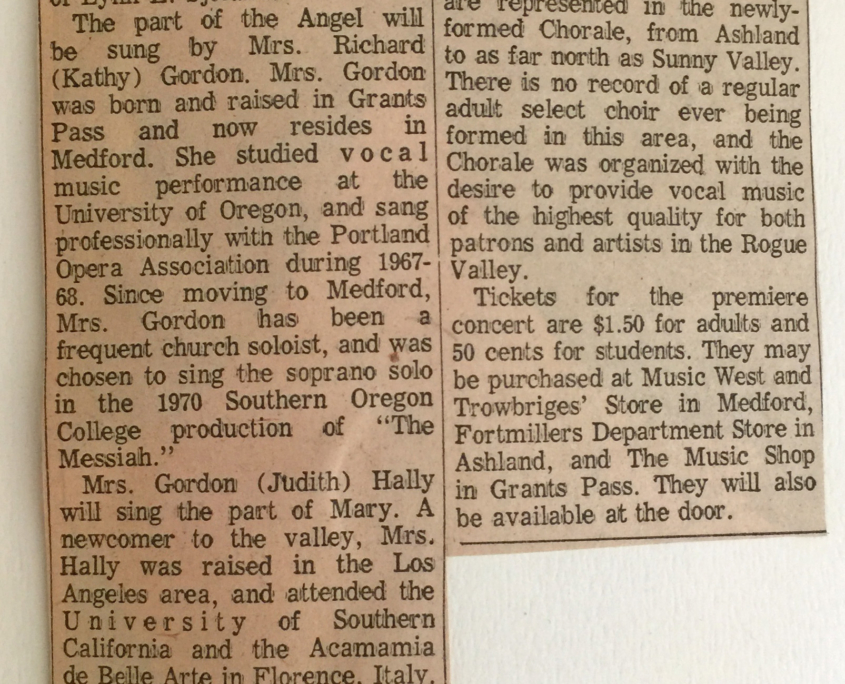 The part of the Angel will
be sung by Mrs. Richard
(Kathy) Gordon. Mrs. Gordon
was born and raised in Grants
Pass and now resides in
Medford. She studied vocal
music performance at the
University of Oregon, and sang
professionally with the Portland
Opera Association during 1967-
68. Since moving to Medford,
Mrs. Gordon has been a
frequent church soloist, and was
chosen to sing the soprano solo
in the 1970 Southern Oregon
College production of “The
Messiah.”
Mrs. Gordon (Judith) Hally
will sing the part of Mary. A
newcomer to the valley, Mrs.
Hally was raised in the Los
Angeles area, and attended the
University of Southern
California and the Acamamia
de Belle Arte in Florence, Italy.
are represented in the newly-
formed Chorale, from Ashland
to as far north as Sunny Valley.
There is no record of a regular
adult select choir ever being
formed in this area, and the
Chorale was organized with the
desire to provide vocal music
of the highest quality for both
patrons and artists in the Rogue
Valley.
Tickets for the premiere
concert are $1.50 for adults and
50 cents for students. They may
be purchased at Music West and
Trowbriges’ Store in Medford,
Fortmillers Department Store in
Ashland, and The Music Shop
in Grants Pass. They will also
be available at the door.